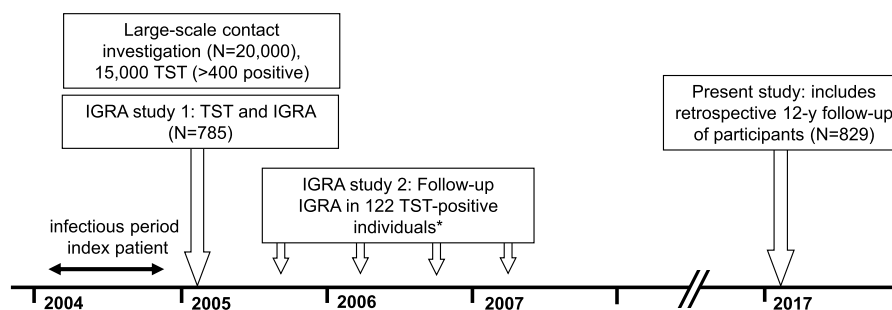 Large-scale contact
investigation (N=20,000),
15,000 TST (>400 positive)
IGRA study 1: TST and IGRA
(N=785)
Present study: includes
retrospective 12-y follow-up
of participants (N=829)
IGRA study 2: Follow-up
IGRA in 122 TST-positive
individuals*
infectious period
index patient
2004
2005
2006
2007
2017